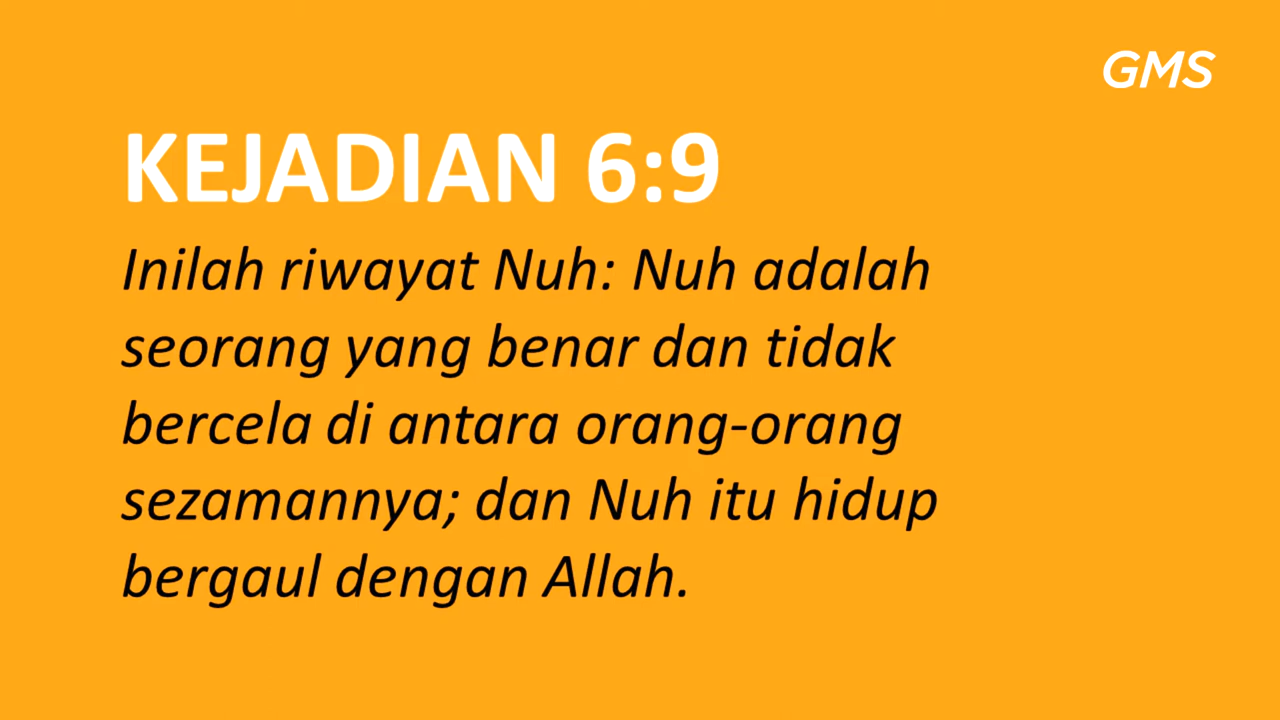 GMS
KEJADIAN 6:9
Inilah riwayat Nuh: Nuh adalah
seorang yang benar dan tidak
bercela di antara orang-orang
sezamannya; dan Nuh itu hidup
bergaul dengan Allah.